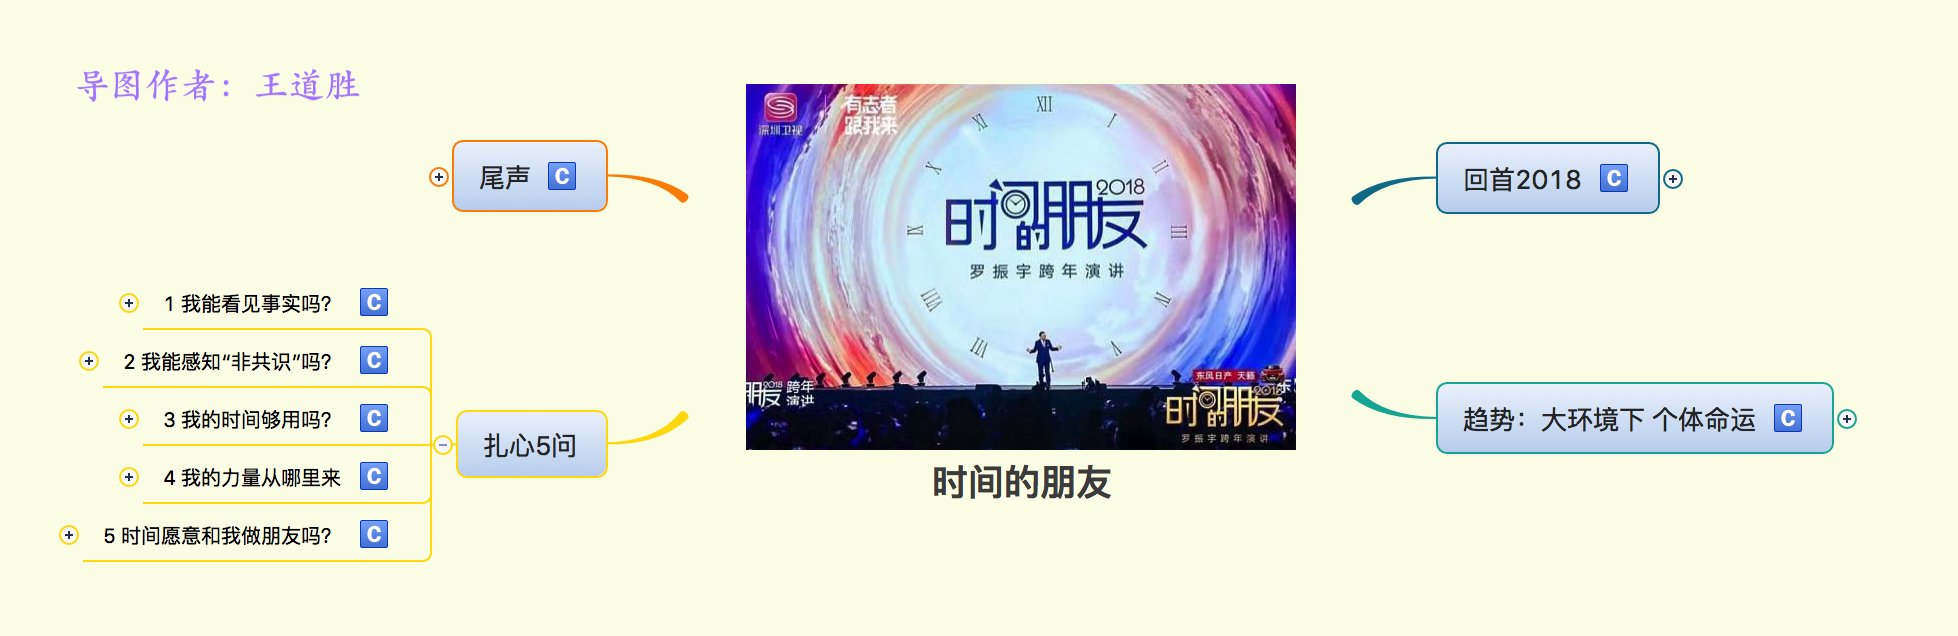 导图作者：王道胜
尾声 C
1 我能看见事实吗? C
2 我能感知“非共识”吗? C
3 我的时间够用吗? C
4 我的力量从哪里来 C
5 时间愿意和我做朋友吗? C
扎心5问
深圳卫视
有志者
跟我来
XII
XI
I
X
II
IX
III
VIII
IV
VII
V
2018
时间的朋友
罗振宇跨年演讲
朋友2018 跨年
演讲
东风日产 天籁
2018
时间的朋友
罗振宇跨年演讲
时间的朋友
回首2018 C
趋势：大环境下 个体命运 C